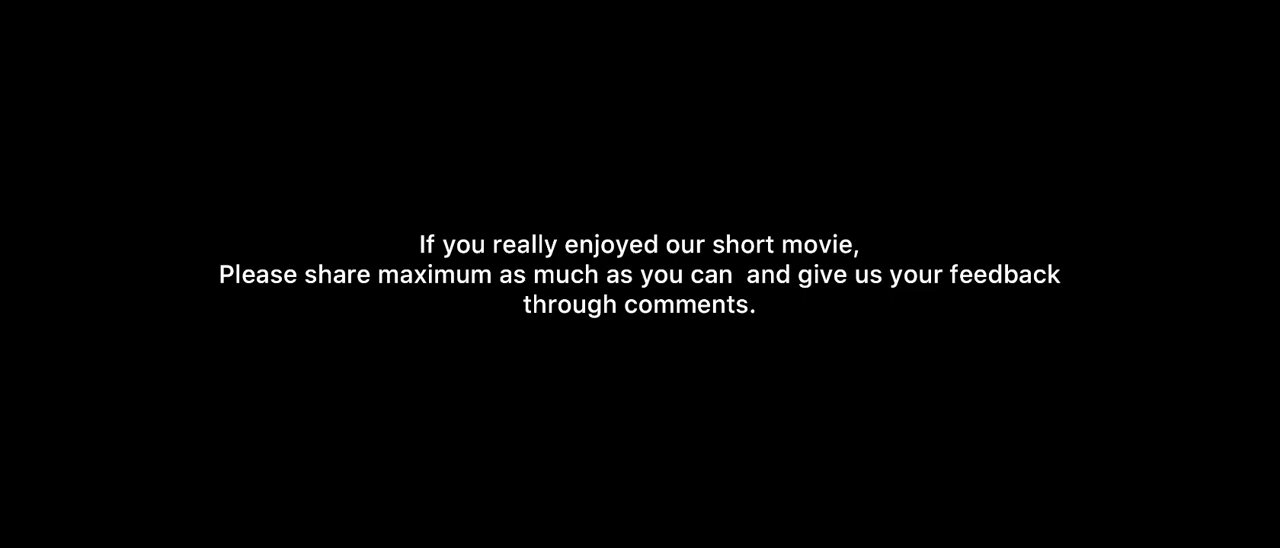 If you really enjoyed our short movie,
Please share maximum as much as you can  and give us your feedback
through comments.